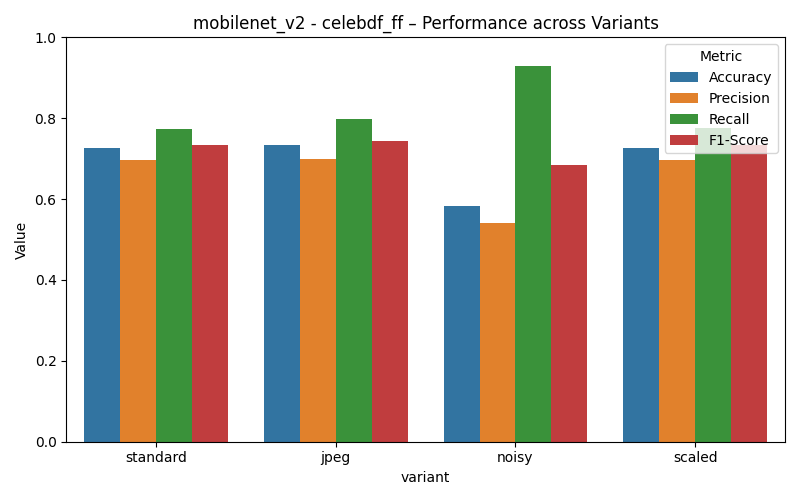 mobilenet_v2 - celebdf_ff – Performance across Variants
1.0
0.8
0.6
0.4
0.2
0.0
Value
Metric
Accuracy
Precision
Recall
F1-Score
standard
jpeg
noisy
scaled
variant